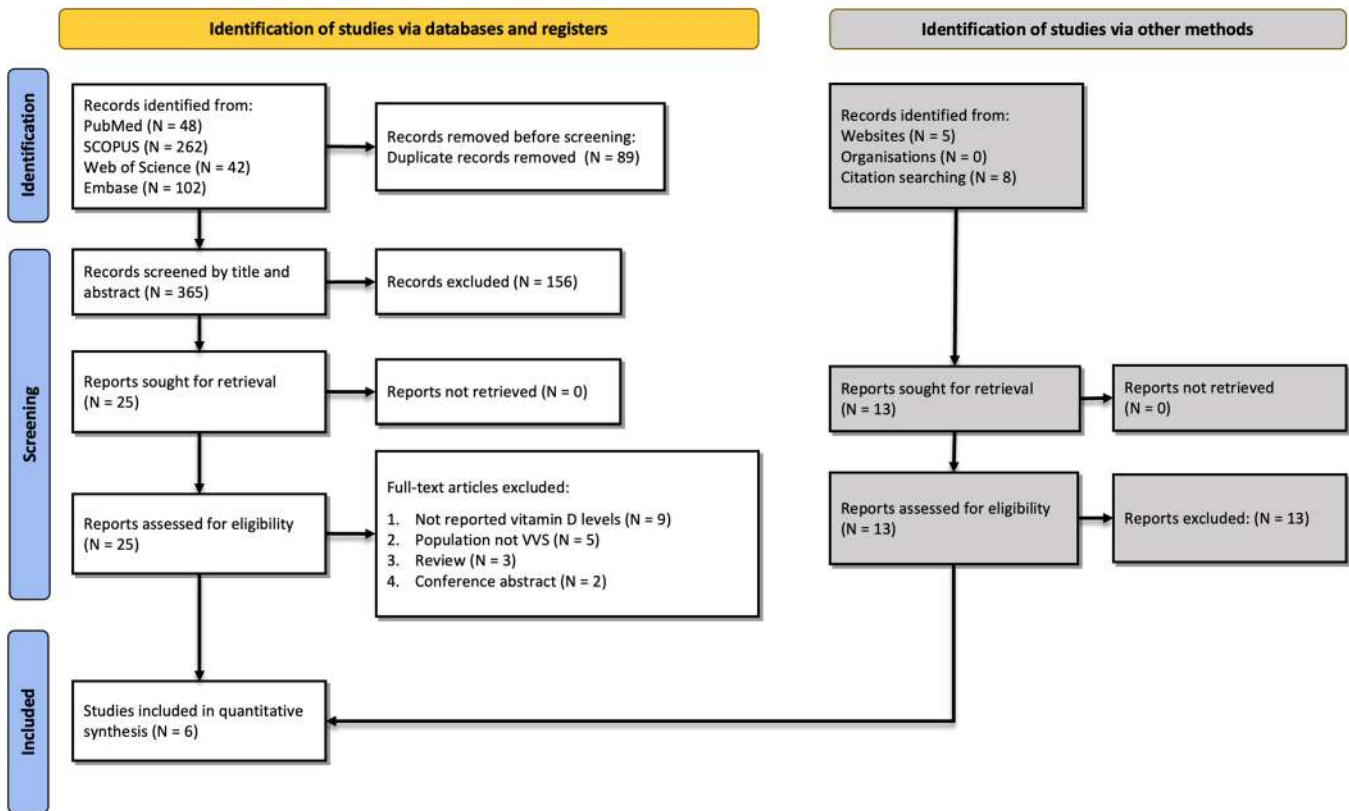 Identification of studies via databases and registers
Identification of studies via other methods
Identification
Records identified from:
PubMed (N = 48)
SCOPUS (N = 262)
Web of Science (N = 42)
Embase (N = 102)
Records removed before screening:
Duplicate records removed (N = 89)
Records identified from:
Websites (N = 5)
Organisations (N = 0)
Citation searching (N = 8)
Screening
Records screened by title and
abstract (N = 365)
Records excluded (N = 156)
Reports sought for retrieval
(N = 25)
Reports not retrieved (N = 0)
Reports sought for retrieval
(N = 13)
Reports not retrieved
(N = 0)
Reports assessed for eligibility
(N = 25)
Full-text articles excluded:
1. Not reported vitamin D levels (N = 9)
2. Population not VVS (N = 5)
3. Review (N = 3)
4. Conference abstract (N = 2)
Reports assessed for eligibility
(N = 13)
Reports excluded: (N = 13)
Included
Studies included in quantitative
synthesis (N = 6)